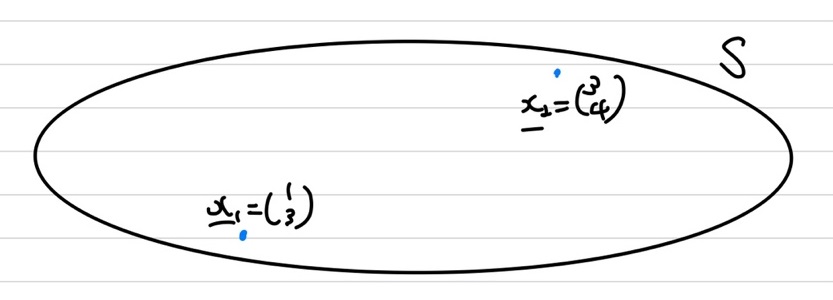 S
x₂ = (3 4)
x₁ = (1 3)